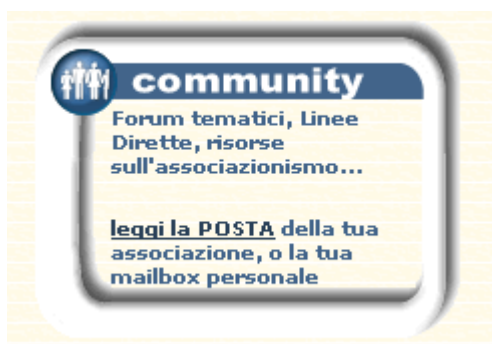 community
Forum tematici, Linee
Dirette, risorse
sull'associazionismo...
leggi la POSTA della tua
associazione, o la tua
mailbox personale